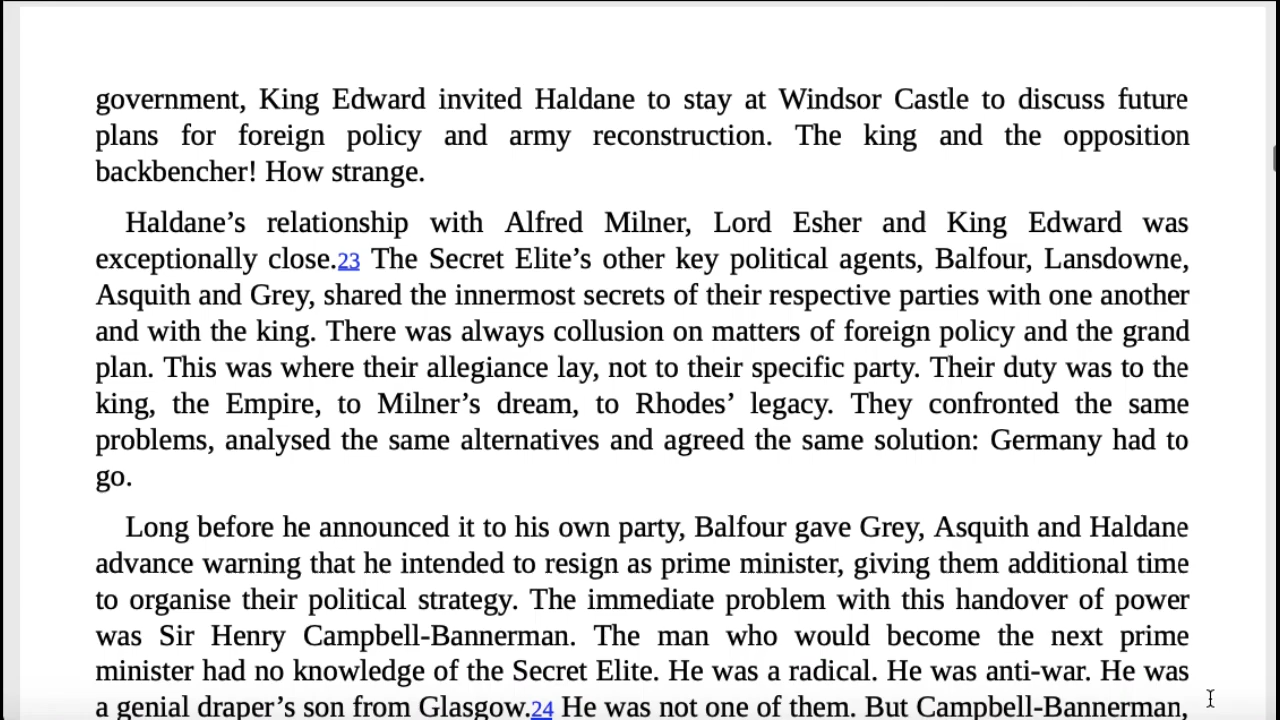 government, King Edward invited Haldane to stay at Windsor Castle to discuss future
plans for foreign policy and army reconstruction. The king and the opposition
backbencher! How strange.
Haldane’s relationship with Alfred Milner, Lord Esher and King Edward was
exceptionally close.23 The Secret Elite’s other key political agents, Balfour, Lansdowne,
Asquith and Grey, shared the innermost secrets of their respective parties with one another
and with the king. There was always collusion on matters of foreign policy and the grand
plan. This was where their allegiance lay, not to their specific party. Their duty was to the
king, the Empire, to Milner’s dream, to Rhodes’ legacy. They confronted the same
problems, analysed the same alternatives and agreed the same solution: Germany had to
go.
Long before he announced it to his own party, Balfour gave Grey, Asquith and Haldane
advance warning that he intended to resign as prime minister, giving them additional time
to organise their political strategy. The immediate problem with this handover of power
was Sir Henry Campbell-Bannerman. The man who would become the next prime
minister had no knowledge of the Secret Elite. He was a radical. He was anti-war. He was
a genial draper’s son from Glasgow.24 He was not one of them. But Campbell-Bannerman,